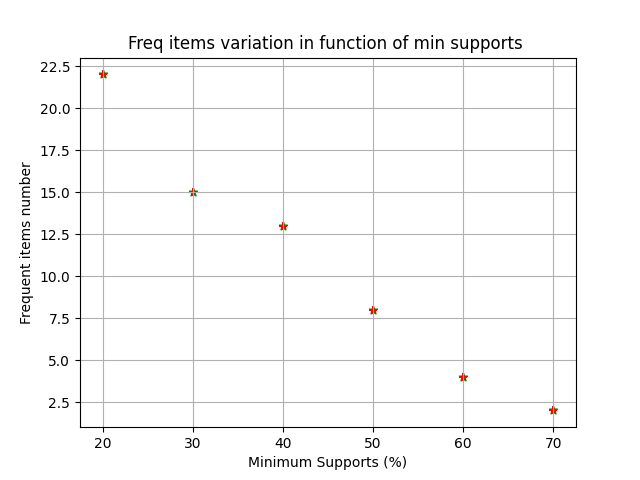 Freq items variation in function of min supports
22.5
20.0
17.5
15.0
12.5
10.0
7.5
5.0
2.5
Frequent items number
20 30 40 50 60 70
Minimum Supports (%)